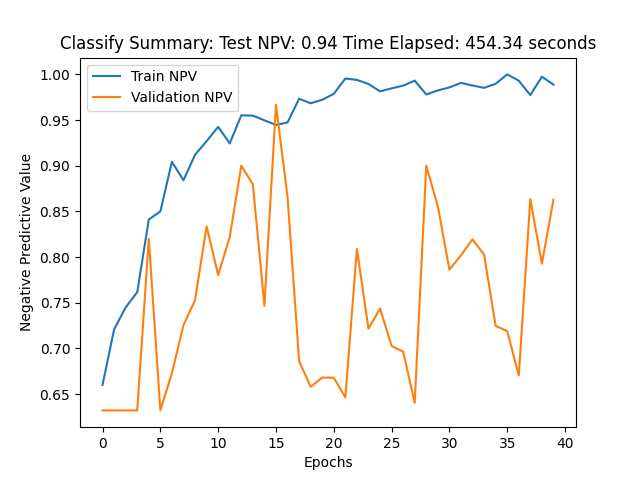 Classify Summary: Test NPV: 0.94 Time Elapsed: 454.34 seconds
Train NPV
Validation NPV
Negative Predictive Value
1.00
0.95
0.90
0.85
0.80
0.75
0.70
0.65
0 5 10 15 20 25 30 35 40
Epochs